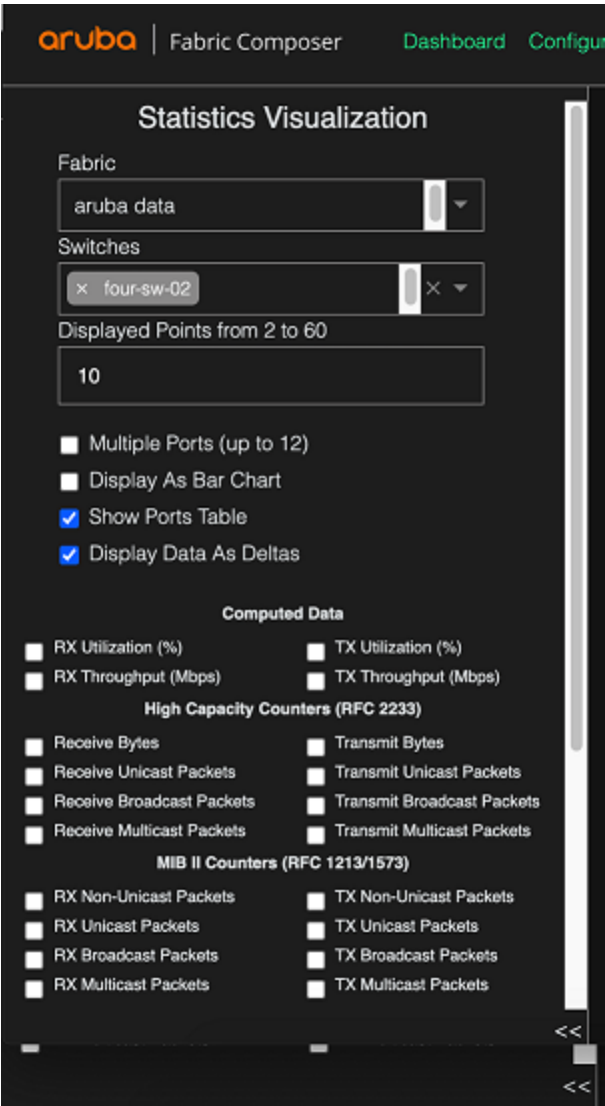 aruba | Fabric Composer Dashboard Configur
Statistics Visualization
Fabric
aruba data
Switches
× four-sw-02 ×
Displayed Points from 2 to 60
10
Multiple Ports (up to 12)
Display As Bar Chart
Show Ports Table
Display Data As Deltas
Computed Data
RX Utilization (%) TX Utilization (%)
RX Throughput (Mbps) TX Throughput (Mbps)
High Capacity Counters (RFC 2233)
Receive Bytes Transmit Bytes
Receive Unicast Packets Transmit Unicast Packets
Receive Broadcast Packets Transmit Broadcast Packets
Receive Multicast Packets Transmit Multicast Packets
MIB II Counters (RFC 1213/1573)
RX Non-Unicast Packets TX Non-Unicast Packets
RX Unicast Packets TX Unicast Packets
RX Broadcast Packets TX Broadcast Packets
RX Multicast Packets TX Multicast Packets
<<
<<